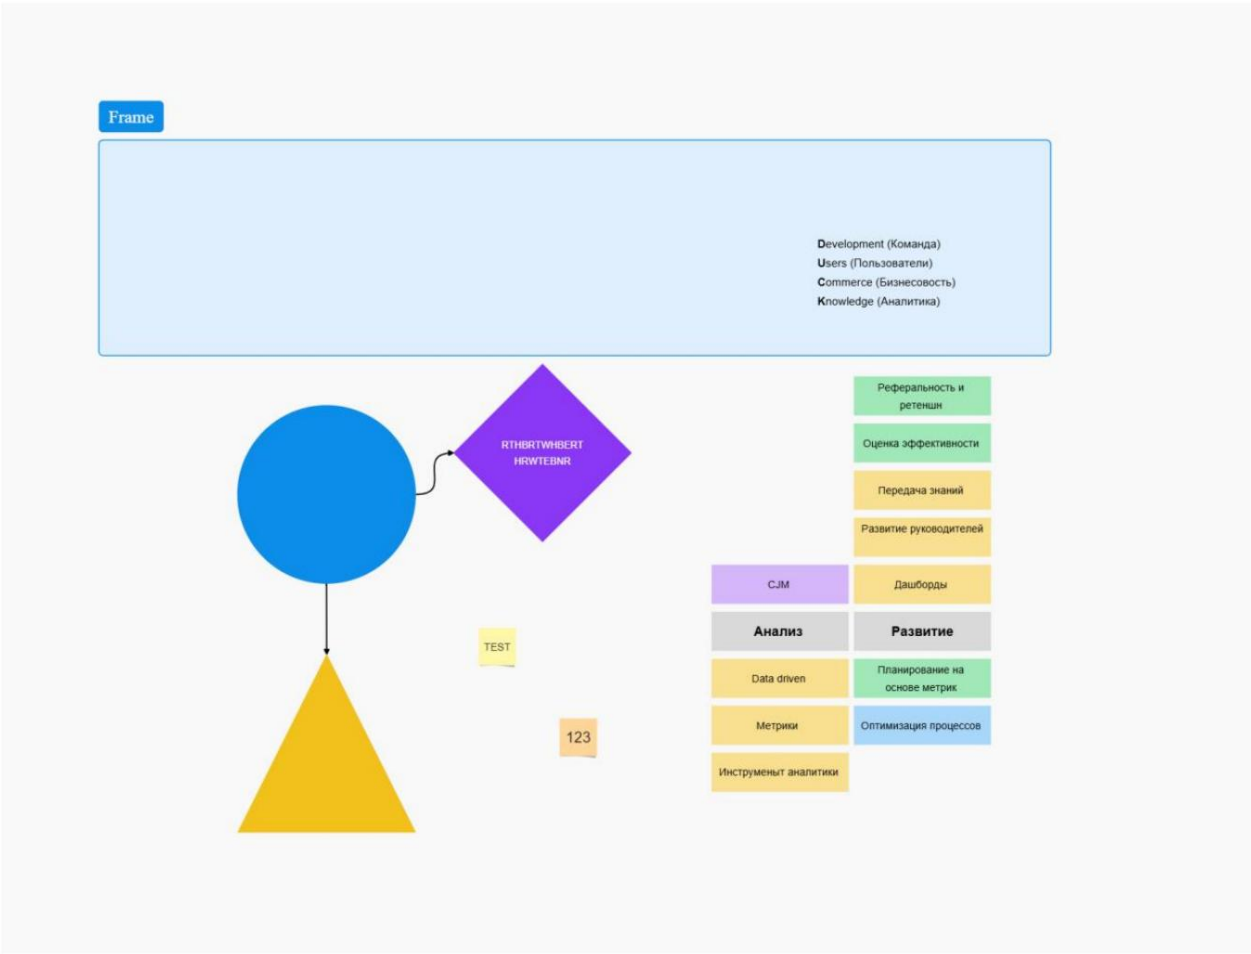 Frame
Development (Команда)
Users (Пользователи)
Commerce (Бизнесовость)
Knowledge (Аналитика)
RTHBRTWHBERT
HRWTEBNR
TEST
123
Реферальность и
ретеншн
Оценка эффективности
Передача знаний
Развитие руководителей
CJM
Дашборды
Анализ
Развитие
Data driven
Планирование на
основе метрик
Метрики
Оптимизация процессов
Инструменыт аналитики